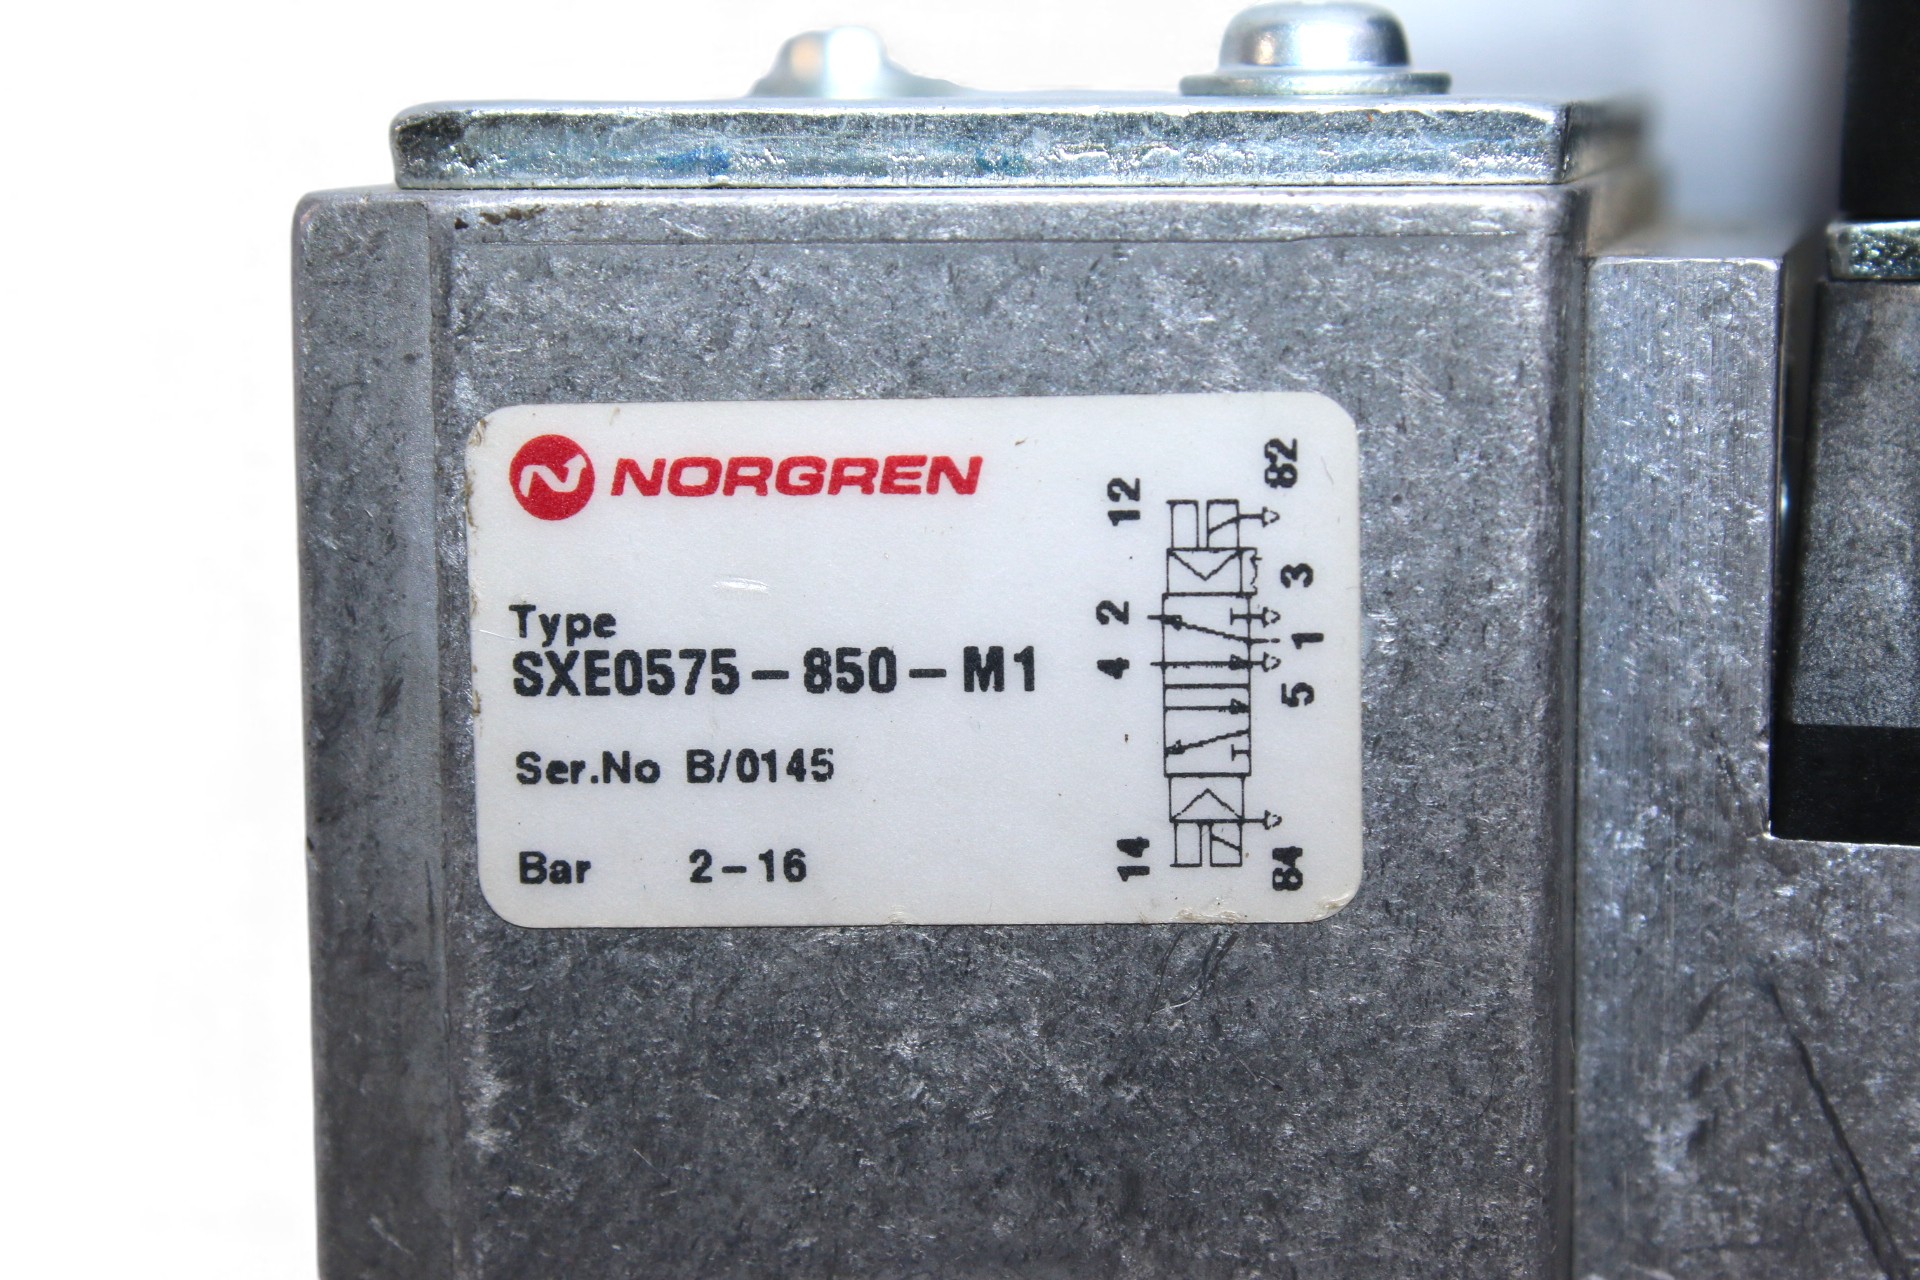 NORGREN
Type
SXE0575-850-M1
Ser.No B/0145
Bar 2-16
12 82
3
2
1
4
5
14 84